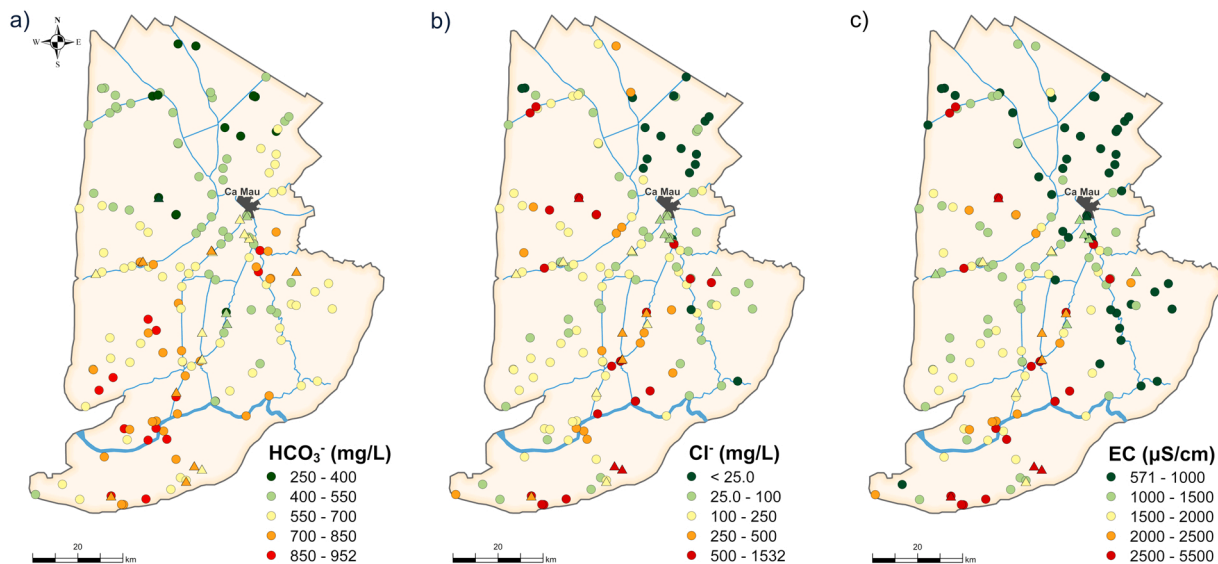 a)
N
W E
S
Ca Mau
HCO₃⁻ (mg/L)
250 - 400
400 - 550
550 - 700
700 - 850
850 - 952
20
km
b)
Ca Mau
Cl⁻ (mg/L)
< 25.0
25.0 - 100
100 - 250
250 - 500
500 - 1532
20
km
c)
Ca Mau
EC (µS/cm)
571 - 1000
1000 - 1500
1500 - 2000
2000 - 2500
2500 - 5500
20
km